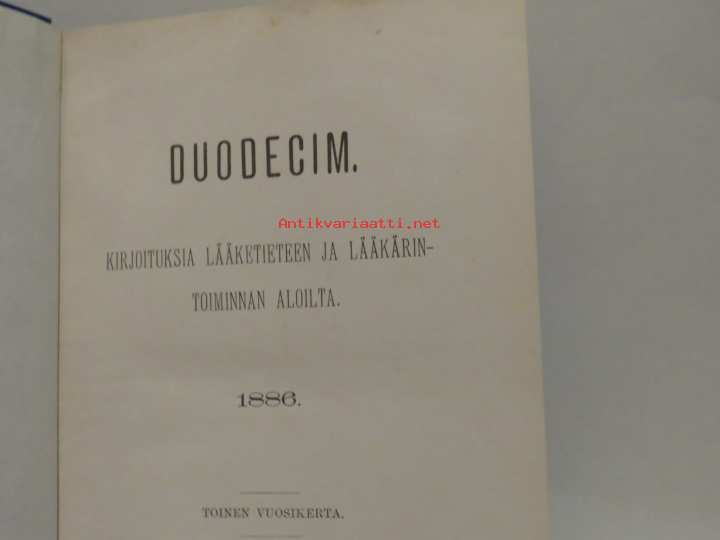 DUODECIM.
Antikvariaatti.net
KIRJOITUKSIA LÄÄKETIETEEN JA LÄÄKÄRIN-
TOIMINNAN ALOILTA.
1886.
TOINEN VUOSIKERTA.